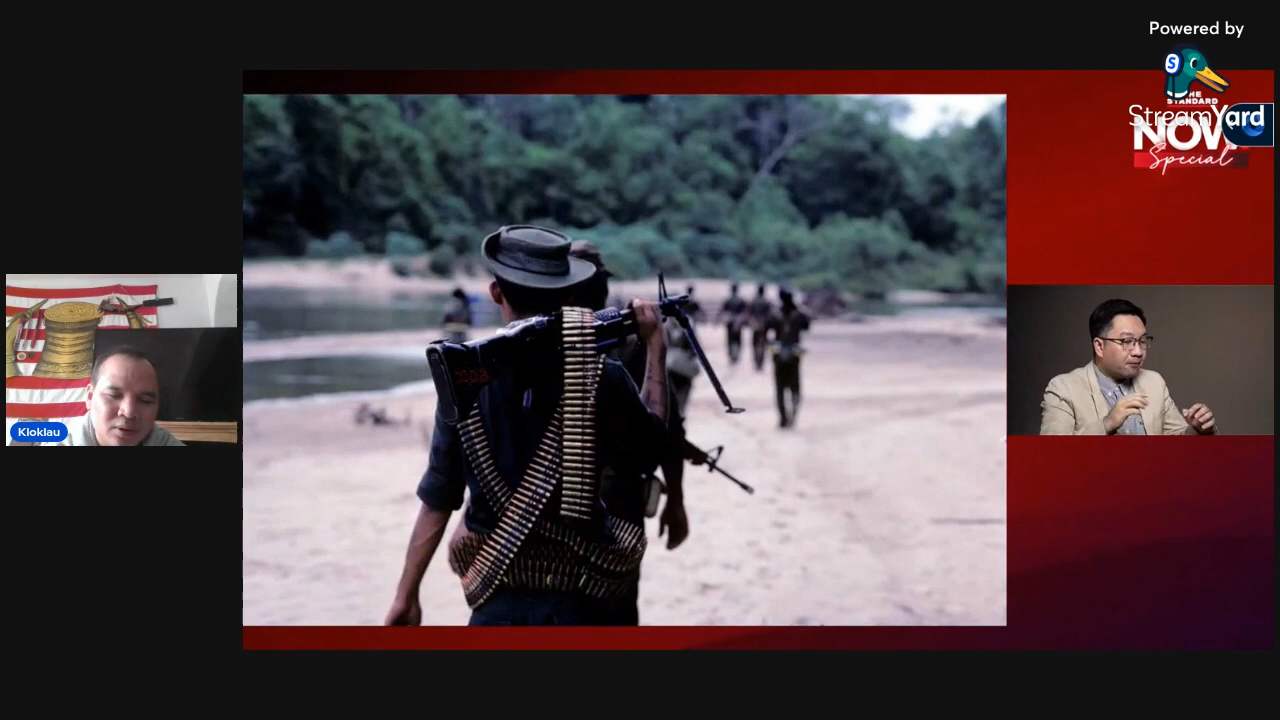 Powered by
S
THE
STANDARD
StreamYard
NOW
Special
Kloklau